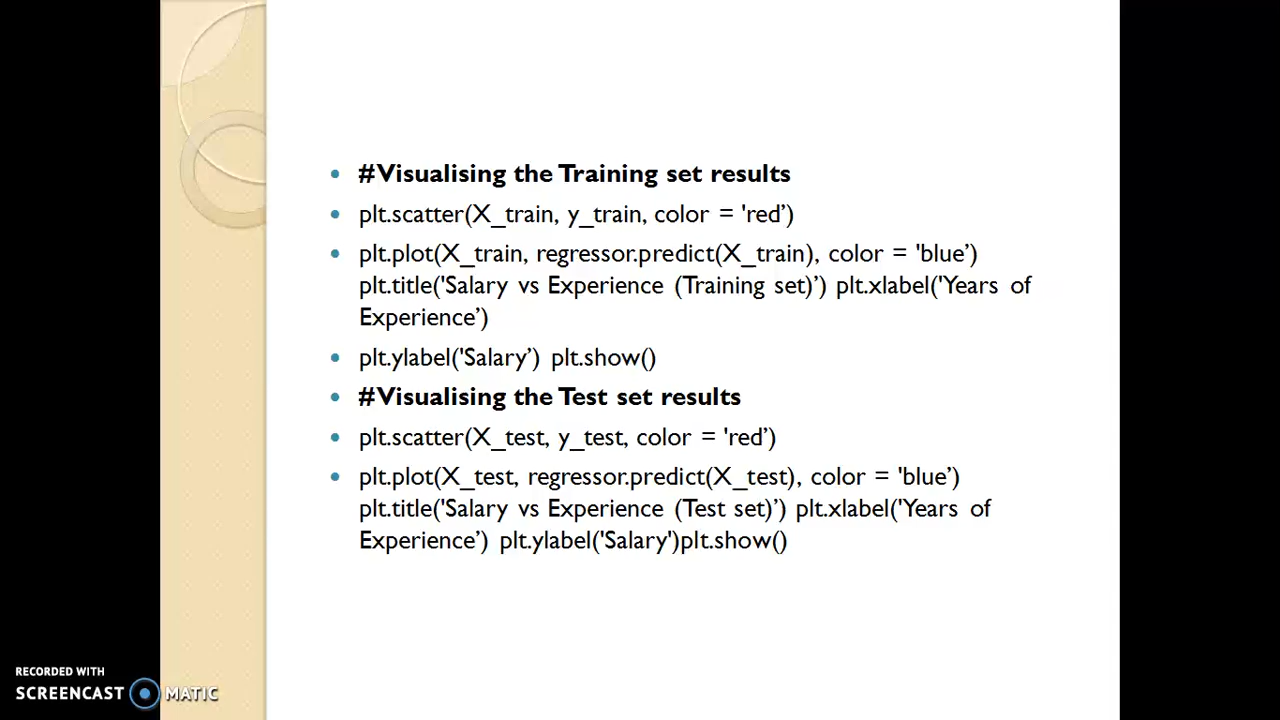 #Visualising the Training set results
plt.scatter(X_train, y_train, color = 'red’)
plt.plot(X_train, regressor.predict(X_train), color = 'blue’)
plt.title('Salary vs Experience (Training set)’) plt.xlabel('Years of
Experience’)
plt.ylabel('Salary’) plt.show()
#Visualising the Test set results
plt.scatter(X_test, y_test, color = 'red’)
plt.plot(X_test, regressor.predict(X_test), color = 'blue’)
plt.title('Salary vs Experience (Test set)’) plt.xlabel('Years of
Experience’) plt.ylabel('Salary')plt.show()
RECORDED WITH
SCREENCAST MATIC